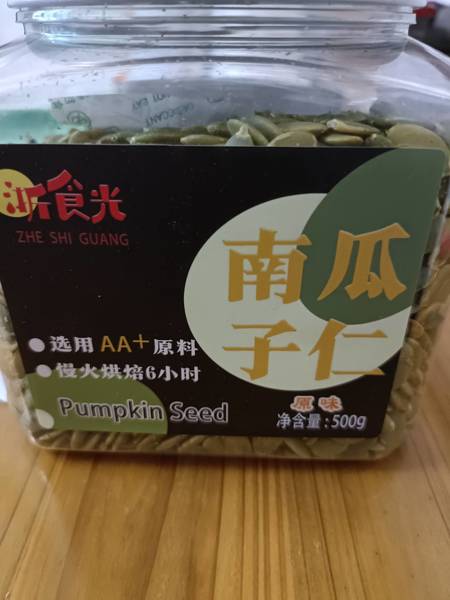 DESICCANT
浙食光
ZHE SHI GUANG
南瓜
子仁
选用AA+原料
慢火烘焙6小时
Pumpkin Seed
原味
净含量:500g